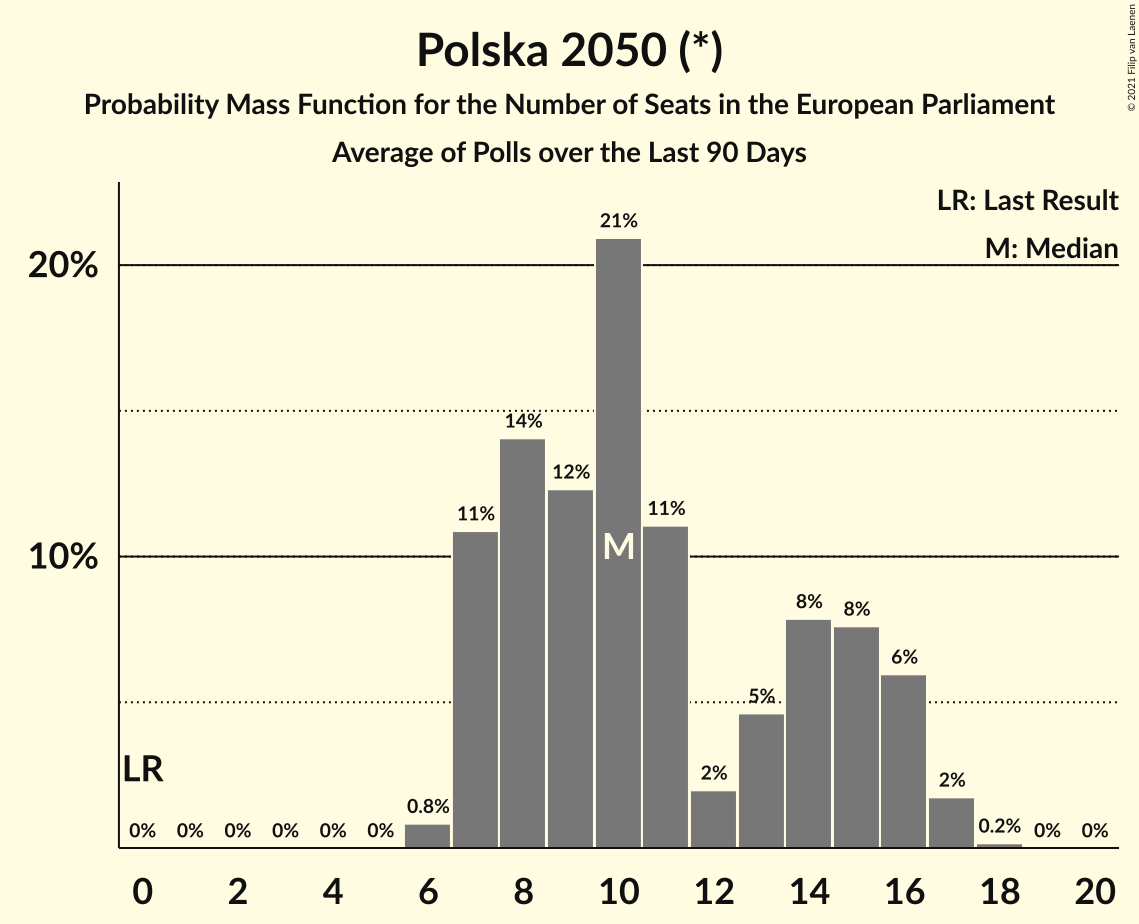 Polska 2050 (*)
Probability Mass Function for the Number of Seats in the European Parliament
Average of Polls over the Last 90 Days
© 2021 Filip van Laenen
LR: Last Result
M: Median
20%
10%
21%
14%
12%
11%
11%
M
8%
8%
6%
5%
LR
2%
2%
0.8%
0.2%
0% 0% 0% 0% 0% 0% 0% 0%
0 2 4 6 8 10 12 14 16 18 20